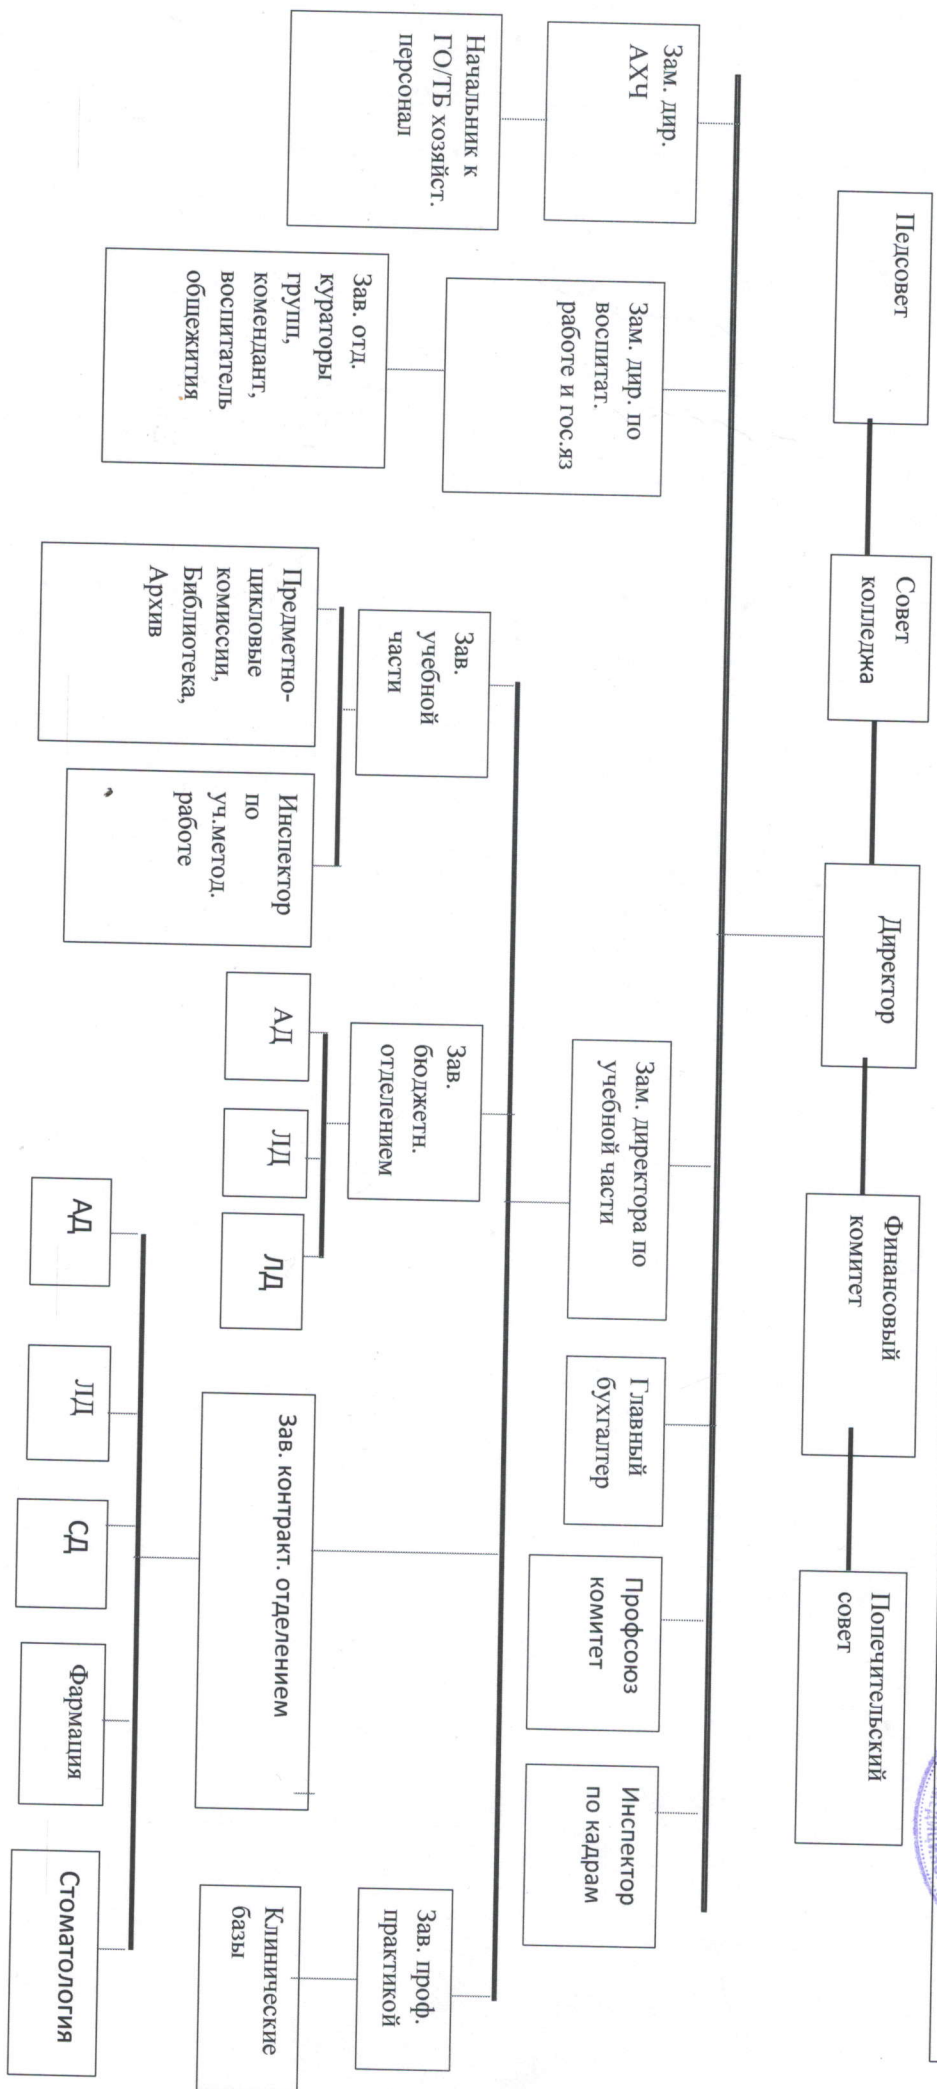 Педсовет
Совет
колледжа
Директор
Финансовый
комитет
Попечительский
совет
Зам. дир.
АХЧ
Зам. дир. по
воспитат.
работе и гос.яз
Зам. директора по
учебной части
Главный
бухгалтер
Профсоюз
комитет
Инспектор
по кадрам
Начальник к
ГО/ТБ хозяйст.
персонал
Зав. отд.
кураторы
групп,
комендант,
воспитатель
общежития
Зав.
учебной
части
Зав.
бюджетн.
отделением
Зав. контракт. отделением
Зав. проф.
практикой
Предметно-
цикловые
комиссии,
Библиотека,
Архив
Инспектор
по
уч.метод.
работе
АД
ЛД
ЛД
Клинические
базы
АД
ЛД
СД
Фармация
Стоматология